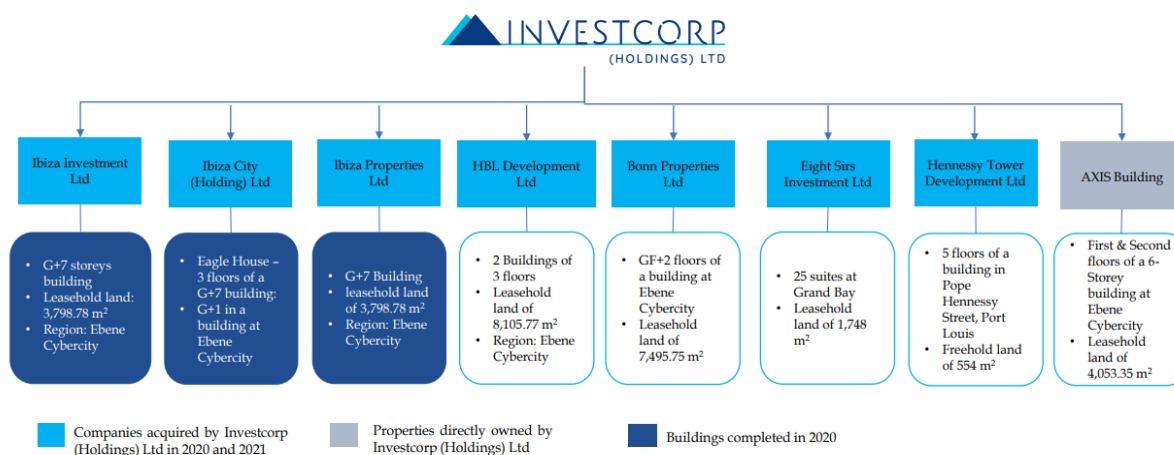 INVESTCORP
(HOLDINGS) LTD
Ibiza Investment
Ltd
Ibiza City
(Holding) Ltd
Ibiza Properties
Ltd
HBL Development
Ltd
Bonn Properties
Ltd
Eight Sirs
Investment Ltd
Hennessy Tower
Development Ltd
AXIS Building
• G+7 storeys
building
• Leasehold land:
3,798.78 m²
• Region: Ebene
Cybercity
• Eagle House –
3 floors of a
G+7 building:
• G+1 in a
building at
Ebene
Cybercity
• G+7 Building
• leasehold land
of 3,798.78 m²
• Region: Ebene
Cybercity
• 2 Buildings of
3 floors
• Leasehold
land of
8,105.77 m²
• Region: Ebene
Cybercity
• GF+2 floors of
a building at
Ebene
Cybercity
• Leasehold
land of
7,495.75 m²
• 25 suites at
Grand Bay
• Leasehold
land of 1,748
m²
• 5 floors of a
building in
Pope
Hennessy
Street, Port
Louis
• Freehold land
of 554 m²
• First & Second
floors of a 6-
Storey
building at
Ebene
Cybercity
• Leasehold
land of
4,053.35 m²
Companies acquired by Investcorp
(Holdings) Ltd in 2020 and 2021
Properties directly owned by
Investcorp (Holdings) Ltd
Buildings completed in 2020